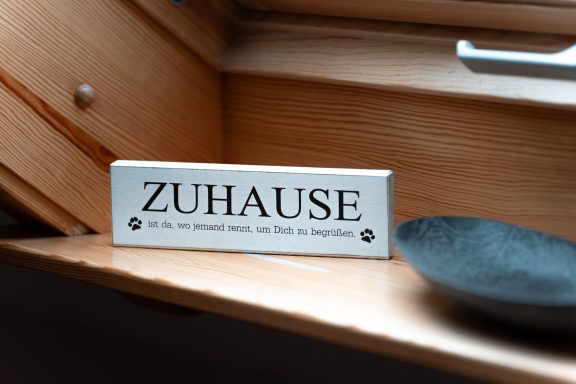 ZUHAUSE
ist da, wo jemand rennt, um Dich zu begrüßen.